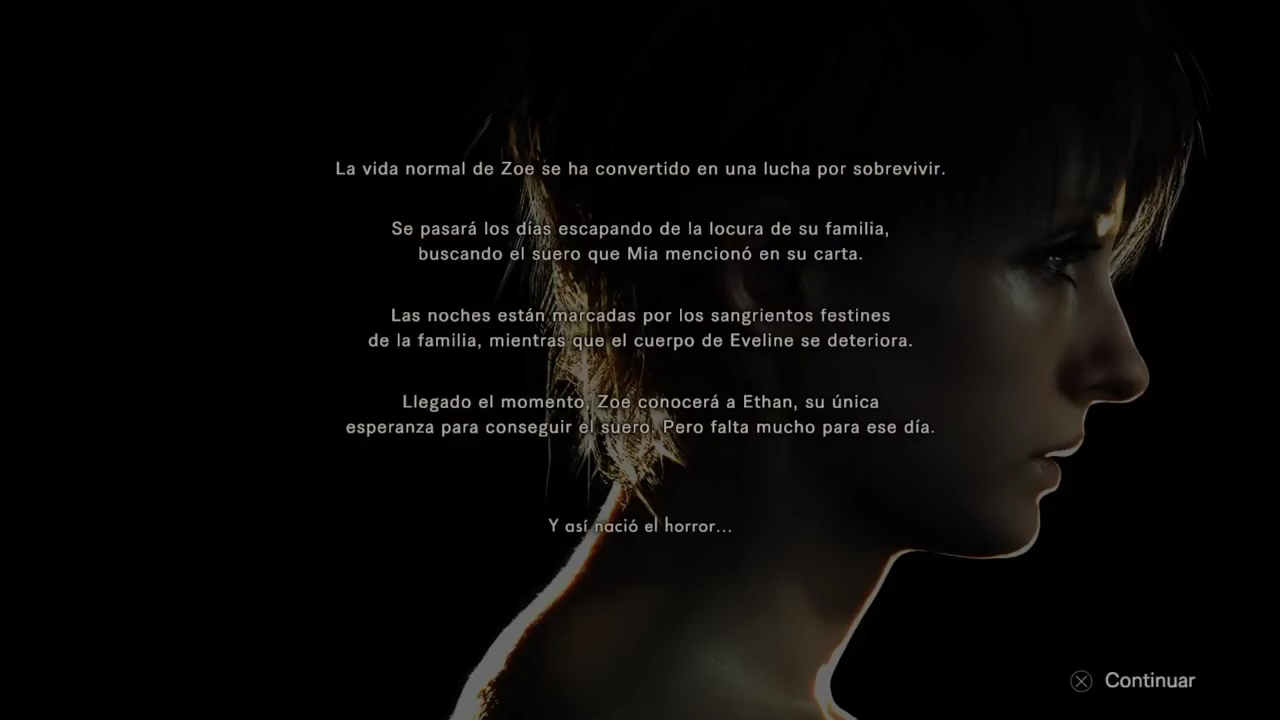 La vida normal de Zoe se ha convertido en una lucha por sobrevivir.
Se pasará los días escapando de la locura de su familia,
buscando el suero que Mia mencionó en su carta.
Las noches están marcadas por los sangrientos festines
de la familia, mientras que el cuerpo de Eveline se deteriora.
Llegado el momento, Zoe conocerá a Ethan, su única
esperanza para conseguir el suero. Pero falta mucho para ese día.
Y así nació el horror...
Continuar